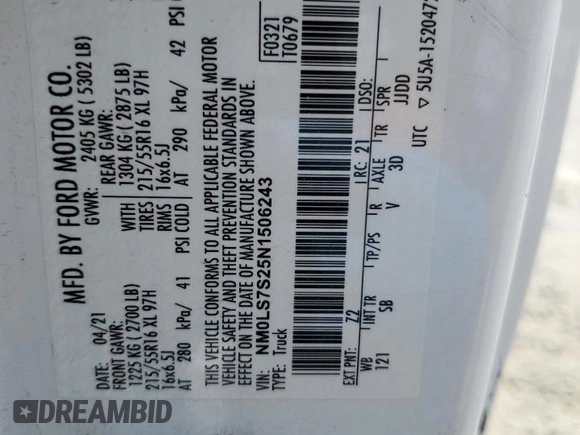 MFD. BY FORD MOTOR CO.
DATE: 04/21
GVWR: 2405 KG ( 5302 LB)
FRONT GAWR:
REAR GAWR:
1225 KG ( 2700 LB)
WITH
1304 KG ( 2875 LB)
215/55R16 XL 97H
TIRES
215/55R16 XL 97H
16x6.5J
RIMS
16x6.5J
AT 280 kPa/ 41 PSI COLD
AT 290 kPa/ 42 PSI
THIS VEHICLE CONFORMS TO ALL APPLICABLE FEDERAL MOTOR
VEHICLE SAFETY AND THEFT PREVENTION STANDARDS IN
EFFECT ON THE DATE OF MANUFACTURE SHOWN ABOVE.
VIN: NM0LS7S25N1506243
TYPE: Truck
F0321
T0679
EXT PNT: Z2
RC: 21
DSO:
WB
INT TR
TP/PS
R
AXLE
TR
SPR
121
SB
V
3D
JJDD
UTC ▽ 5U5A-1520472
DREAMBID